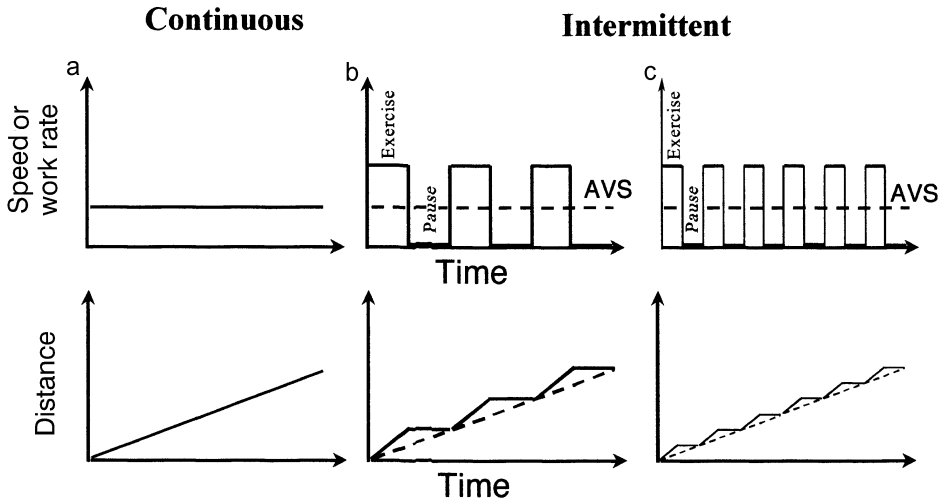 Continuous
Intermittent
a
b
c
Speed or
work rate
Exercise
Pause
AVS
Exercise
Pause
AVS
Time
Distance
Time